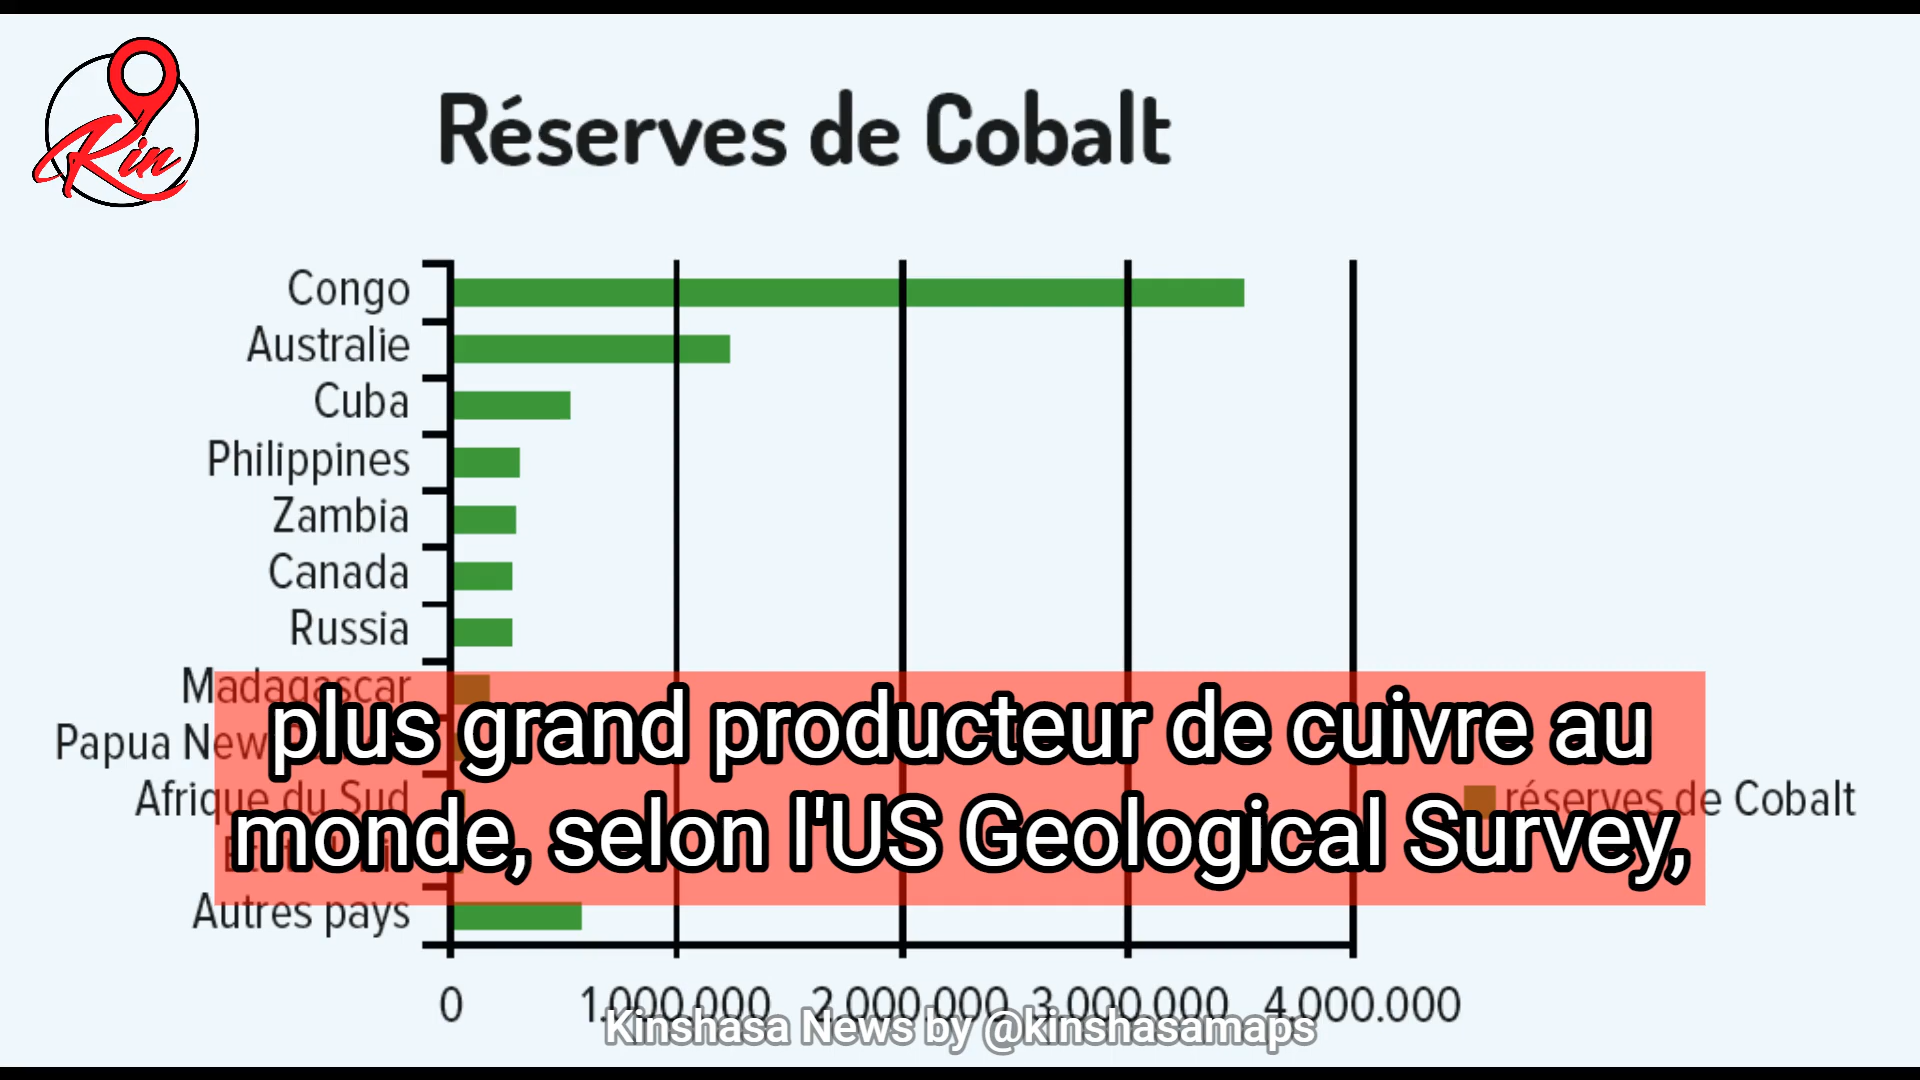 Kin
Réserves de Cobalt
Congo
Australie
Cuba
Philippines
Zambia
Canada
Russia
Madagascar
Papua New
Afrique du Sud
Autres pays
plus grand producteur de cuivre au
monde, selon l'US Geological Survey,
réserves de Cobalt
0 1.000.000 2.000.000 3.000.000 4.000.000
Kinshasa News by @kinshasamaps